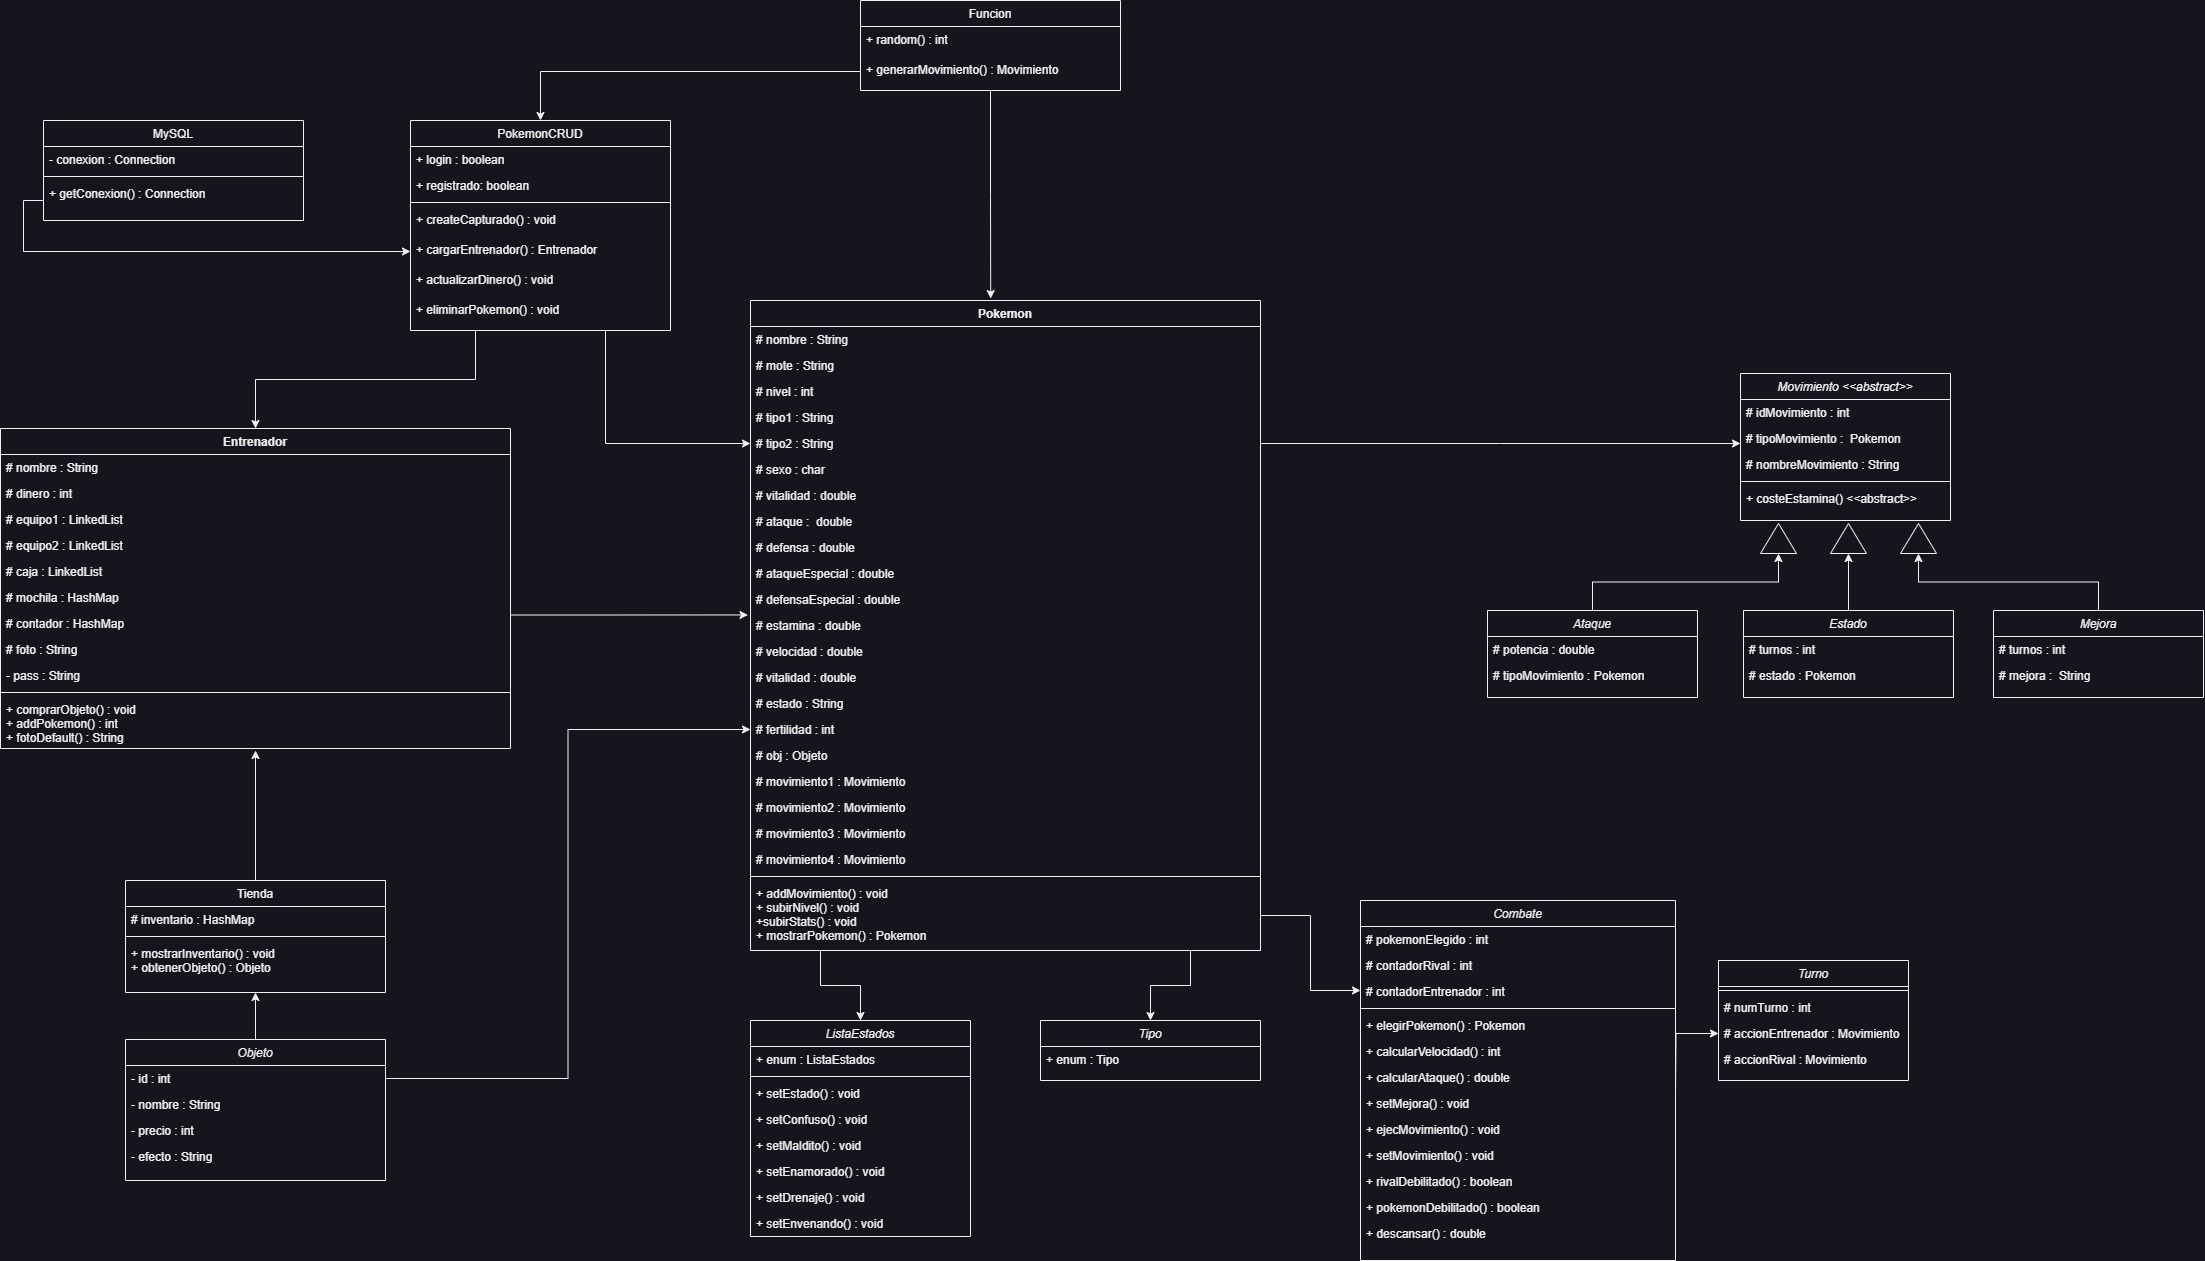 Funcion
+ random() : int
+ generarMovimiento() : Movimiento
MySQL
- conexion : Connection
+ getConexion() : Connection
PokemonCRUD
+ login : boolean
+ registrado: boolean
+ createCapturado() : void
+ cargarEntrenador() : Entrenador
+ actualizarDinero() : void
+ eliminarPokemon() : void
Entrenador
# nombre : String
# dinero : int
# equipo1 : LinkedList
# equipo2 : LinkedList
# caja : LinkedList
# mochila : HashMap
# contador : HashMap
# foto : String
- pass : String
+ comprarObjeto() : void
+ addPokemon() : int
+ fotoDefault() : String
Pokemon
# nombre : String
# mote : String
# nivel : int
# tipo1 : String
# tipo2 : String
# sexo : char
# vitalidad : double
# ataque :  double
# defensa : double
# ataqueEspecial : double
# defensaEspecial : double
# estamina : double
# velocidad : double
# vitalidad : double
# estado : String
# fertilidad : int
# obj : Objeto
# movimiento1 : Movimiento
# movimiento2 : Movimiento
# movimiento3 : Movimiento
# movimiento4 : Movimiento
+ addMovimiento() : void
+ subirNivel() : void
+subirStats() : void
+ mostrarPokemon() : Pokemon
Movimiento <<abstract>>
# idMovimiento : int
# tipoMovimiento :  Pokemon
# nombreMovimiento : String
+ costeEstamina() <<abstract>>
Ataque
# potencia : double
# tipoMovimiento : Pokemon
Estado
# turnos : int
# estado : Pokemon
Mejora
# turnos : int
# mejora :  String
Tienda
# inventario : HashMap
+ mostrarInventario() : void
+ obtenerObjeto() : Objeto
Objeto
- id : int
- nombre : String
- precio : int
- efecto : String
ListaEstados
+ enum : ListaEstados
+ setEstado() : void
+ setConfuso() : void
+ setMaldito() : void
+ setEnamorado() : void
+ setDrenaje() : void
+ setEnvenando() : void
Tipo
+ enum : Tipo
Combate
# pokemonElegido : int
# contadorRival : int
# contadorEntrenador : int
+ elegirPokemon() : Pokemon
+ calcularVelocidad() : int
+ calcularAtaque() : double
+ setMejora() : void
+ ejecMovimiento() : void
+ setMovimiento() : void
+ rivalDebilitado() : boolean
+ pokemonDebilitado() : boolean
+ descansar() : double
Turno
# numTurno : int
# accionEntrenador : Movimiento
# accionRival : Movimiento